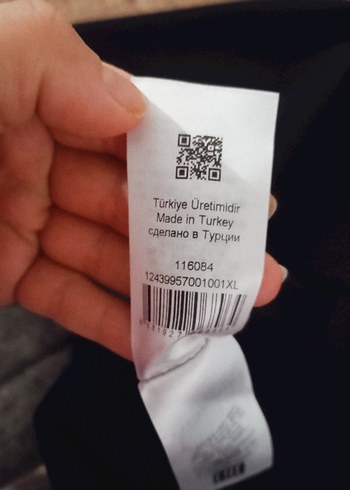 Türkiye Üretimidir
Made in Turkey
сделано в Турции
116084
12439957001001XL